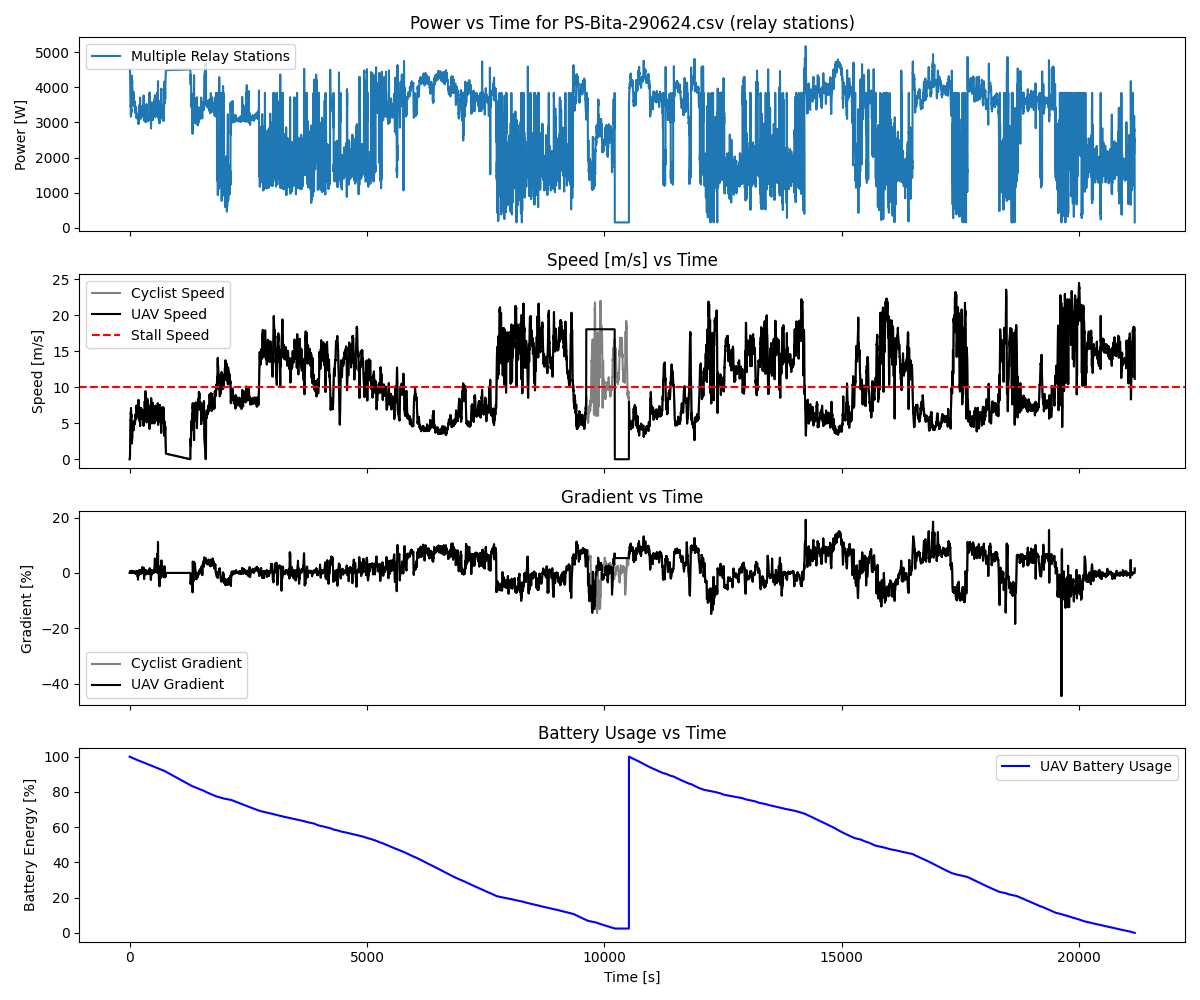 Power vs Time for PS-Bita-290624.csv (relay stations)
Multiple Relay Stations
Power [W]
5000
4000
3000
2000
1000
0
Speed [m/s] vs Time
Cyclist Speed
UAV Speed
Stall Speed
Speed [m/s]
25
20
15
10
5
0
Gradient vs Time
Gradient [%]
20
0
−20
−40
Cyclist Gradient
UAV Gradient
Battery Usage vs Time
UAV Battery Usage
Battery Energy [%]
100
80
60
40
20
0
0 5000 10000 15000 20000
Time [s]